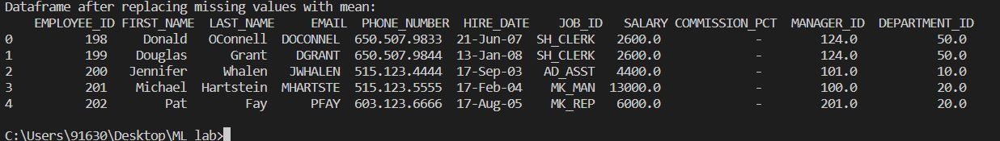 Dataframe after replacing missing values with mean:
EMPLOYEE_ID FIRST_NAME LAST_NAME EMAIL PHONE_NUMBER HIRE_DATE JOB_ID SALARY COMMISSION_PCT MANAGER_ID DEPARTMENT_ID
0 198 Donald OConnell DOCONNEL 650.507.9833 21-Jun-07 SH_CLERK 2600.0 - 124.0 50.0
1 199 Douglas Grant DGRANT 650.507.9844 13-Jan-08 SH_CLERK 2600.0 - 124.0 50.0
2 200 Jennifer Whalen JWHALEN 515.123.4444 17-Sep-03 AD_ASST 4400.0 - 101.0 10.0
3 201 Michael Hartstein MHARTSTE 515.123.5555 17-Feb-04 MK_MAN 13000.0 - 100.0 20.0
4 202 Pat Fay PFAY 603.123.6666 17-Aug-05 MK_REP 6000.0 - 201.0 20.0
C:\Users\91630\Desktop\ML lab>